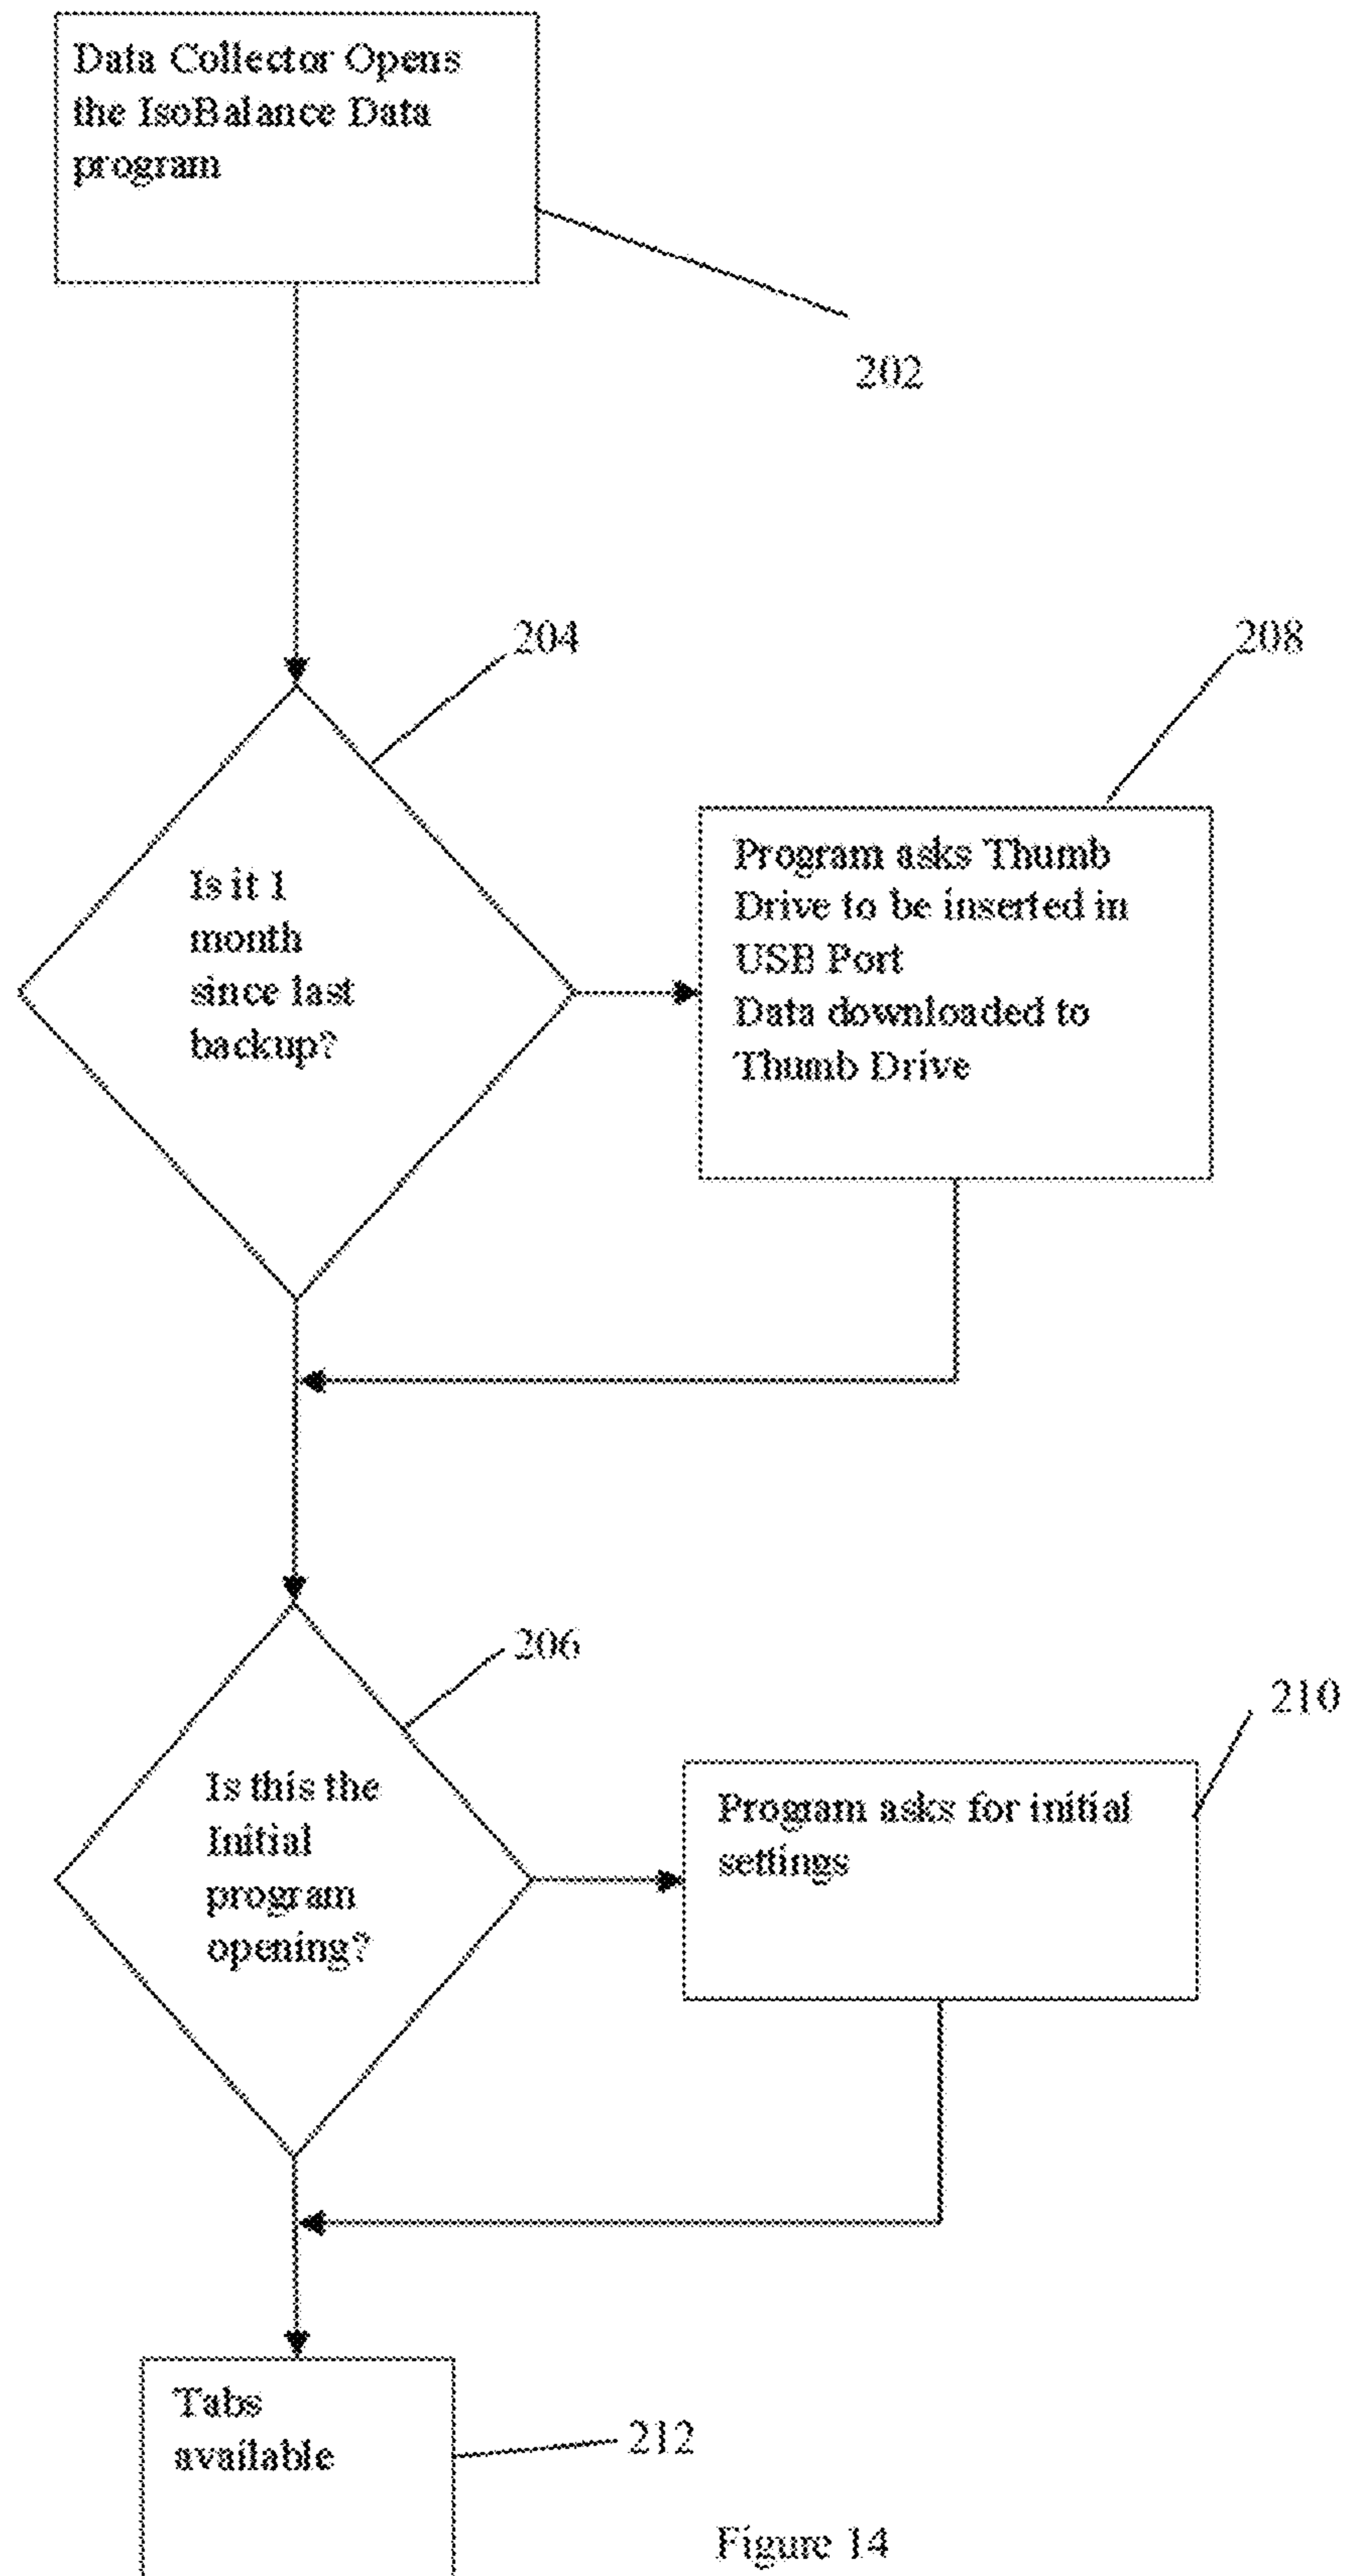 Data Collector Opens
the IsoBalance Data
program
202
204
208
Is it 1
month
since last
backup?
Program asks Thumb
Drive to be inserted in
USB Port
Data downloaded to
Thumb Drive
206
210
Is this the
Initial
program
opening?
Program asks for initial
settings
Tabs
available
212
Figure 14